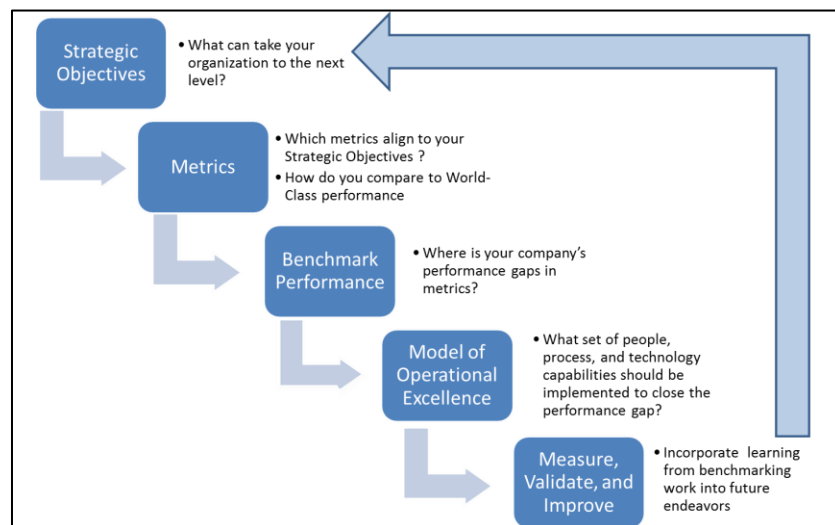 Strategic
Objectives
• What can take your
organization to the next
level?
Metrics
• Which metrics align to your
Strategic Objectives ?
• How do you compare to World-
Class performance
Benchmark
Performance
• Where is your company's
performance gaps in
metrics?
Model of
Operational
Excellence
• What set of people,
process, and technology
capabilities should be
implemented to close the
performance gap?
Measure,
Validate, and
Improve
• Incorporate learning
from benchmarking
work into future
endeavors